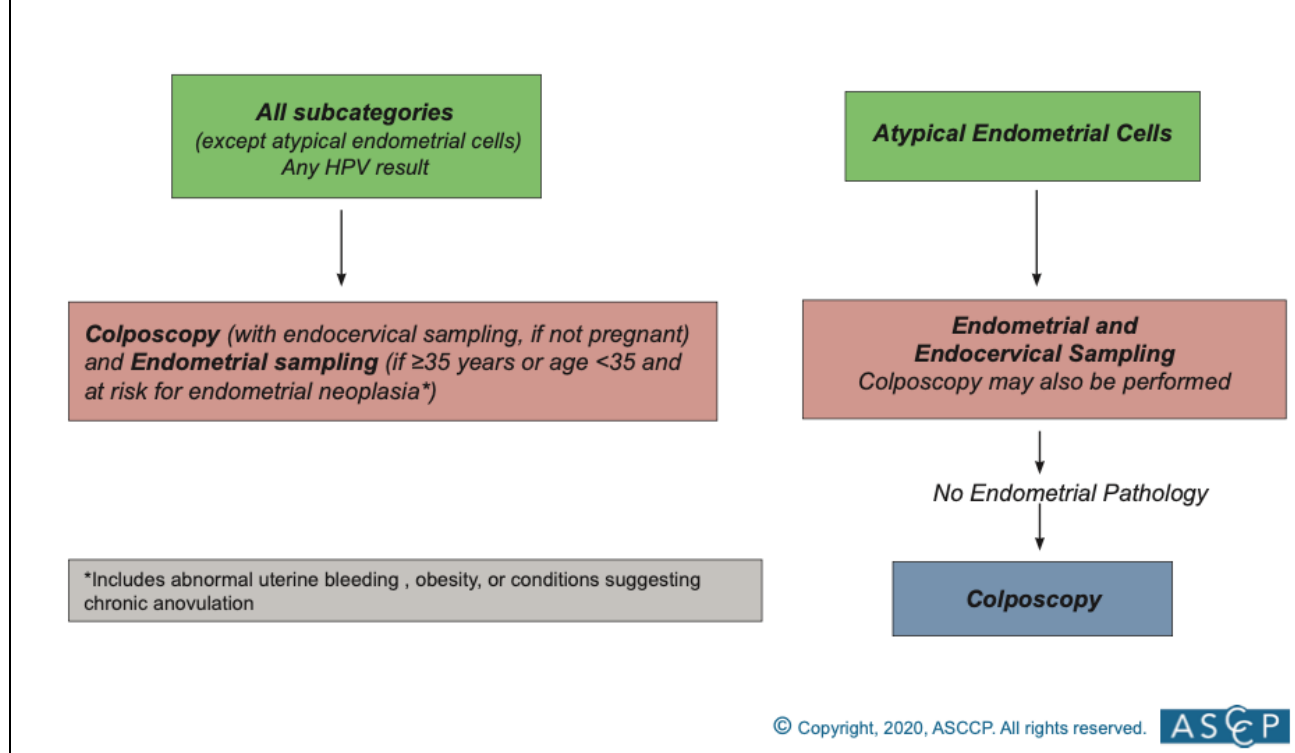 All subcategories
(except atypical endometrial cells)
Any HPV result
Atypical Endometrial Cells
Colposcopy (with endocervical sampling, if not pregnant)
and Endometrial sampling (if ≥35 years or age <35 and
at risk for endometrial neoplasia*)
Endometrial and
Endocervical Sampling
Colposcopy may also be performed
No Endometrial Pathology
*Includes abnormal uterine bleeding , obesity, or conditions suggesting
chronic anovulation
Colposcopy
© Copyright, 2020, ASCCP. All rights reserved.
ASCCP